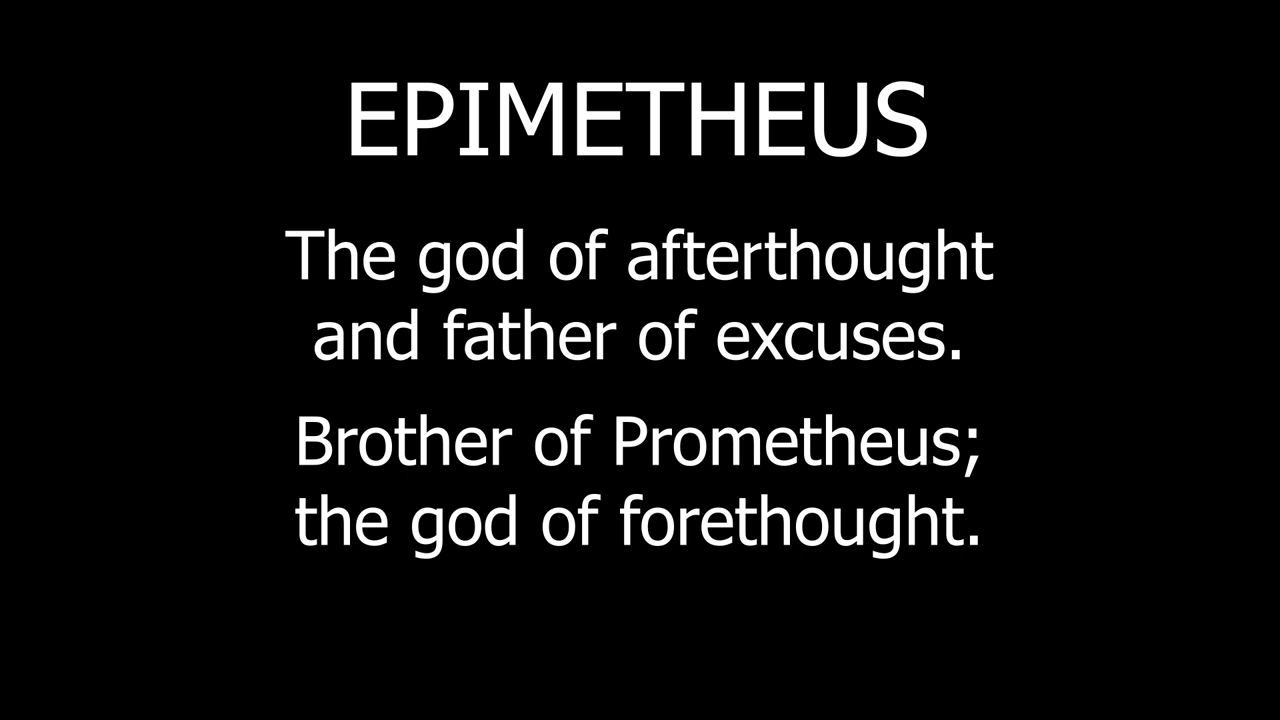 EPIMETHEUS
The god of afterthought
and father of excuses.
Brother of Prometheus;
the god of forethought.